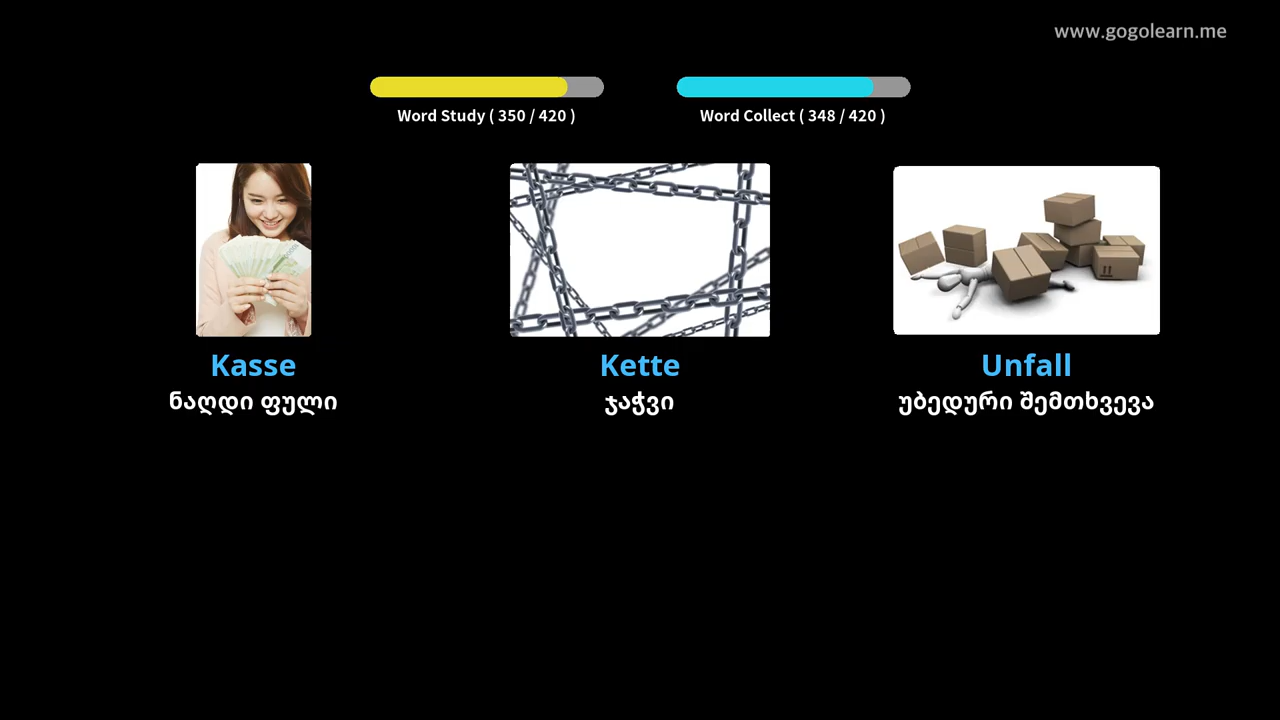 www.gogolearn.me
Word Study ( 350 / 420 )
Word Collect ( 348 / 420 )
Kasse
ნაღდი ფული
Kette
ჯაჭვი
Unfall
უბედური შემთხვევა